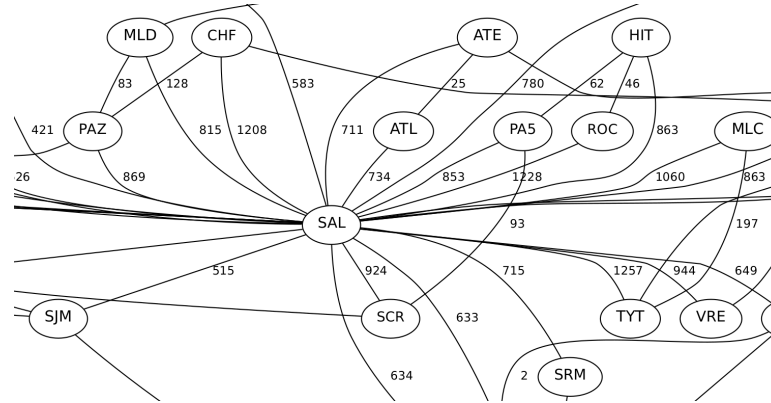 MLD CHF ATE HIT
83 128 583 25 780 62 46
421 PAZ 815 1208 711 ATL PA5 ROC 863 MLC
26 869 734 853 1228 1060 863
SAL 93 197
515 924 715 1257 944 649
SJM SCR 633 TYT VRE
634 2 SRM